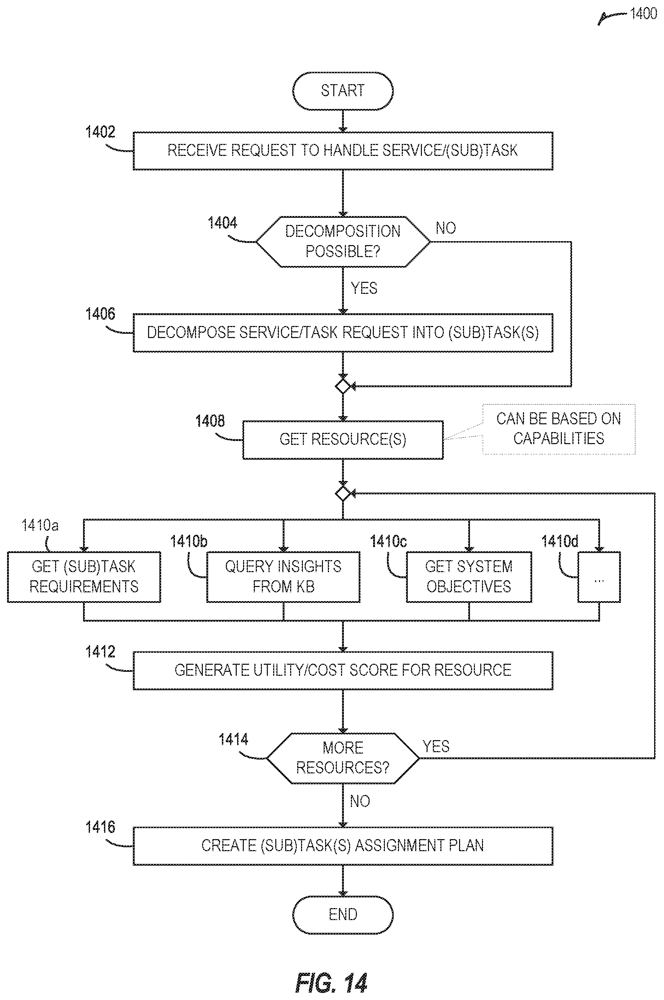 1400
START
1402
RECEIVE REQUEST TO HANDLE SERVICE/(SUB)TASK
1404
DECOMPOSITION
POSSIBLE?
NO
YES
1406
DECOMPOSE SERVICE/TASK REQUEST INTO (SUB)TASK(S)
1408
GET RESOURCE(S)
CAN BE BASED ON
CAPABILITIES
1410a
GET (SUB)TASK
REQUIREMENTS
1410b
QUERY INSIGHTS
FROM KB
1410c
GET SYSTEM
OBJECTIVES
1410d
...
1412
GENERATE UTILITY/COST SCORE FOR RESOURCE
1414
MORE
RESOURCES?
YES
NO
1416
CREATE (SUB)TASK(S) ASSIGNMENT PLAN
END
FIG. 14